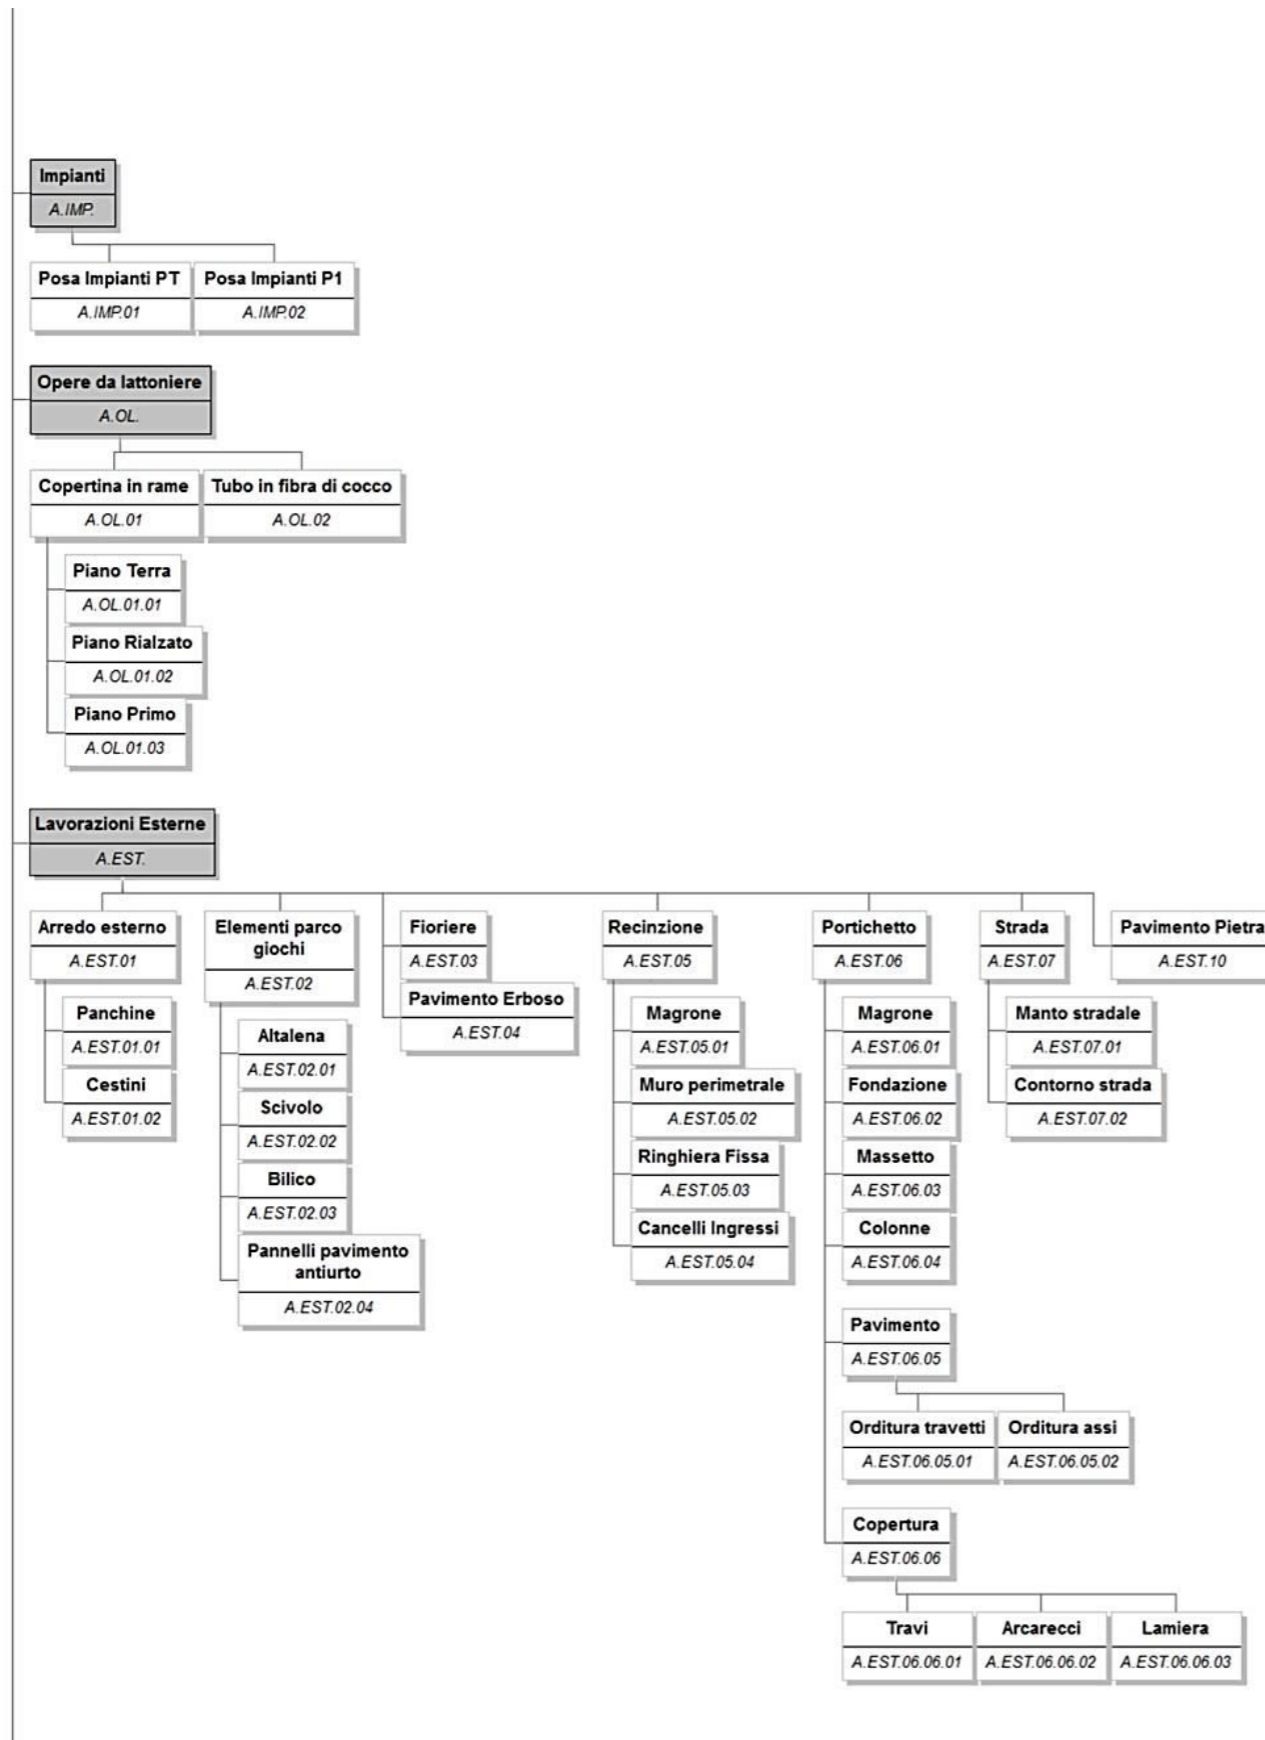 Impianti
A.IMP.
Posa Impianti PT
A.IMP.01
Posa Impianti P1
A.IMP.02
Opere da lattoniere
A.OL.
Copertina in rame
A.OL.01
Tubo in fibra di cocco
A.OL.02
Piano Terra
A.OL.01.01
Piano Rialzato
A.OL.01.02
Piano Primo
A.OL.01.03
Lavorazioni Esterne
A.EST.
Arredo esterno
A.EST.01
Panchine
A.EST.01.01
Cestini
A.EST.01.02
Elementi parco
giochi
A.EST.02
Altalena
A.EST.02.01
Scivolo
A.EST.02.02
Bilico
A.EST.02.03
Pannelli pavimento
antiurto
A.EST.02.04
Fioriere
A.EST.03
Pavimento Erboso
A.EST.04
Recinzione
A.EST.05
Magrone
A.EST.05.01
Muro perimetrale
A.EST.05.02
Ringhiera Fissa
A.EST.05.03
Cancelli Ingressi
A.EST.05.04
Portichetto
A.EST.06
Magrone
A.EST.06.01
Fondazione
A.EST.06.02
Massetto
A.EST.06.03
Colonne
A.EST.06.04
Pavimento
A.EST.06.05
Orditura travetti
A.EST.06.05.01
Orditura assi
A.EST.06.05.02
Copertura
A.EST.06.06
Travi
A.EST.06.06.01
Arcarecci
A.EST.06.06.02
Lamiera
A.EST.06.06.03
Strada
A.EST.07
Manto stradale
A.EST.07.01
Contorno strada
A.EST.07.02
Pavimento Pietra
A.EST.10